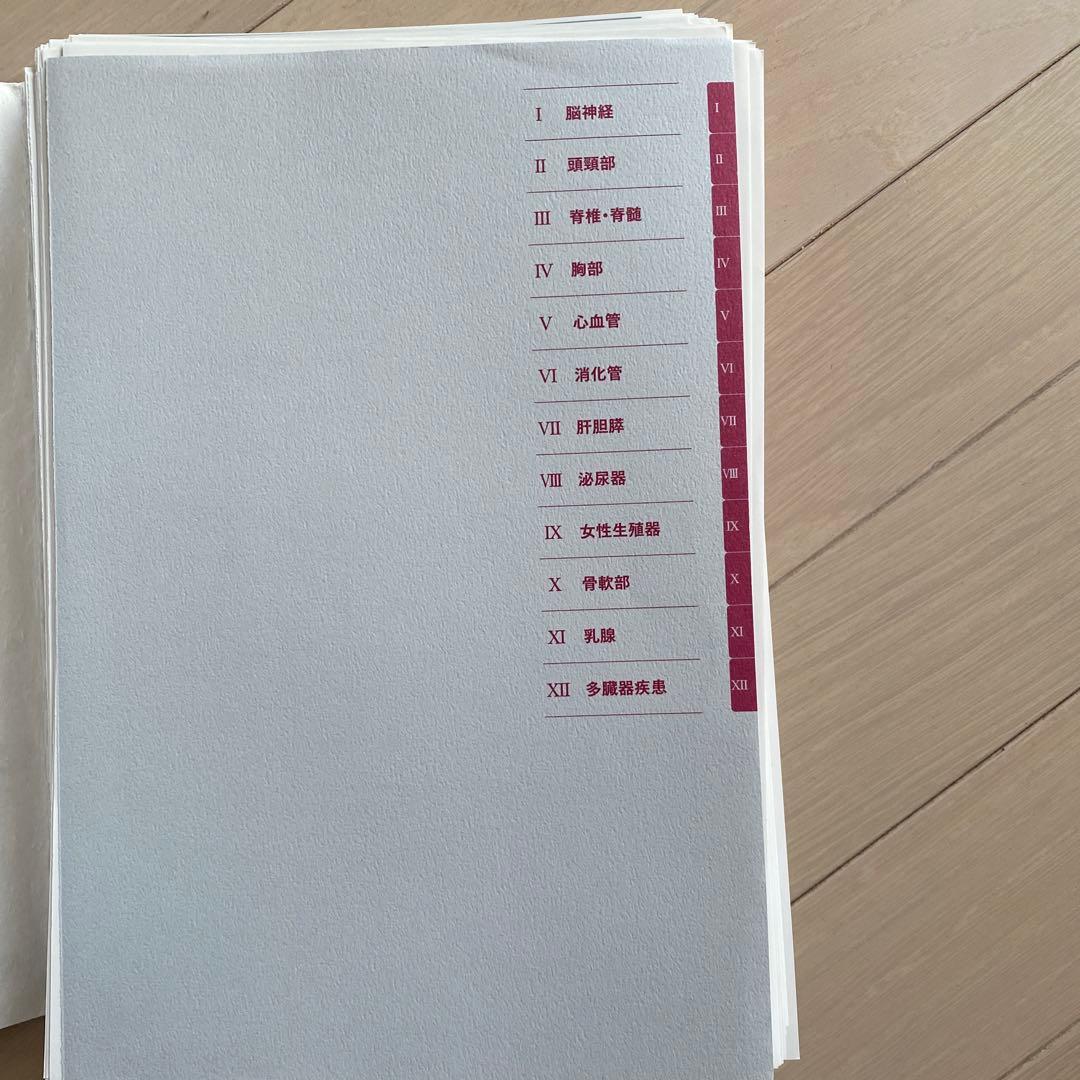 I 脳神経 I
II 頭頸部 II
III 脊椎・脊髄 III
IV 胸部 IV
V 心血管 V
VI 消化管 VI
VII 肝胆膵 VII
VIII 泌尿器 VIII
IX 女性生殖器 IX
X 骨軟部 X
XI 乳腺 XI
XII 多臓器疾患 XII